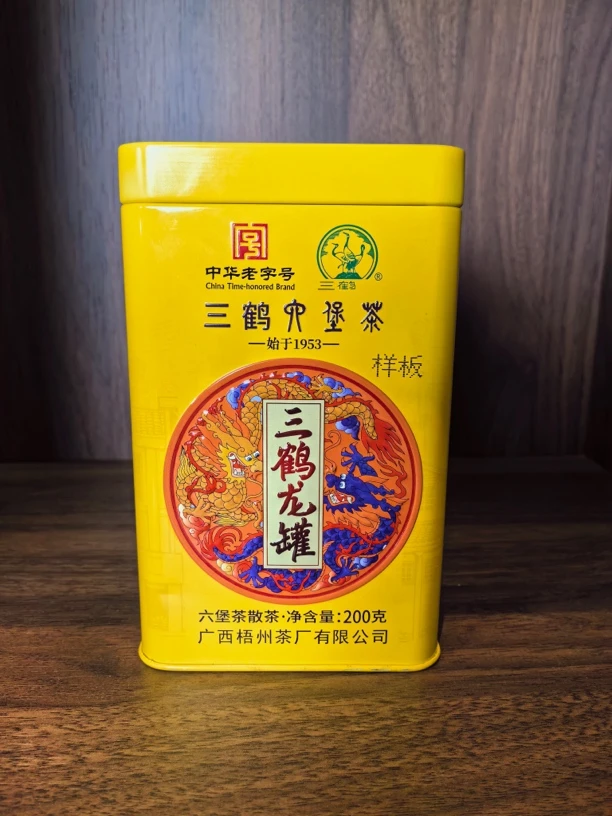 中华老字号
China Time-honored Brand
三鹤®
三鹤六堡茶
—始于1953—
样板
三鹤龙罐
六堡茶散茶·净含量:200克
广西梧州茶厂有限公司